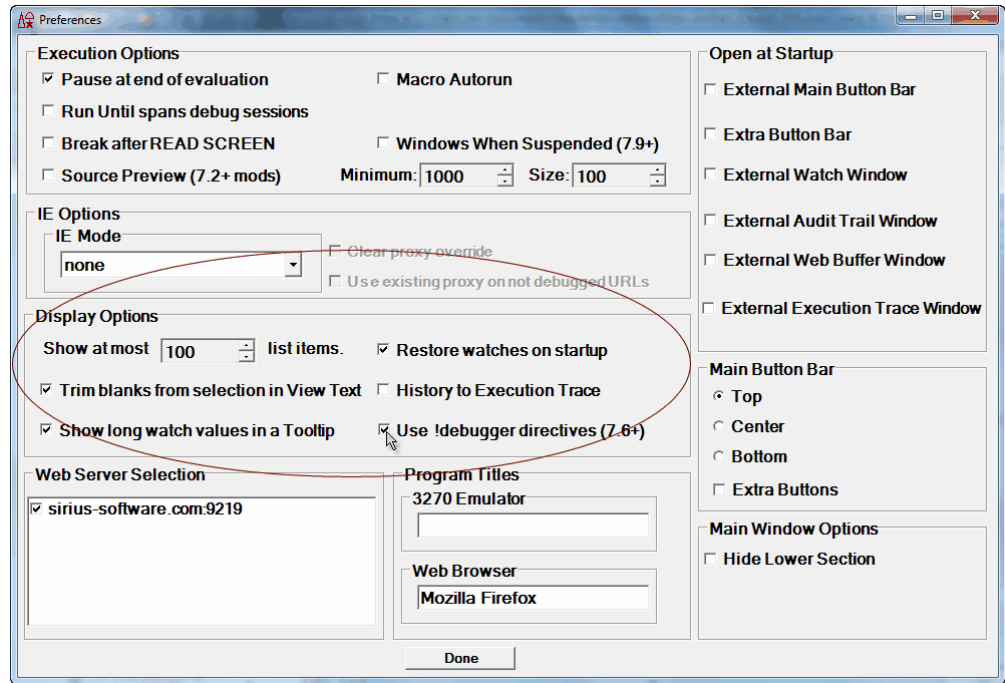 Preferences
Execution Options
Pause at end of evaluation
Macro Autorun
Run Until spans debug sessions
Break after READ SCREEN
Windows When Suspended (7.9+)
Source Preview (7.2+ mods)
Minimum: 1000 Size: 100
IE Options
IE Mode
none
Clear proxy override
Use existing proxy on not debugged URLs
Display Options
Show at most 100 list items.
Restore watches on startup
Trim blanks from selection in View Text
History to Execution Trace
Show long watch values in a Tooltip
Use !debugger directives (7.6+)
Web Server Selection
sirius-software.com:9219
Program Titles
3270 Emulator
Web Browser
Mozilla Firefox
Open at Startup
External Main Button Bar
Extra Button Bar
External Watch Window
External Audit Trail Window
External Web Buffer Window
External Execution Trace Window
Main Button Bar
Top
Center
Bottom
Extra Buttons
Main Window Options
Hide Lower Section
Done